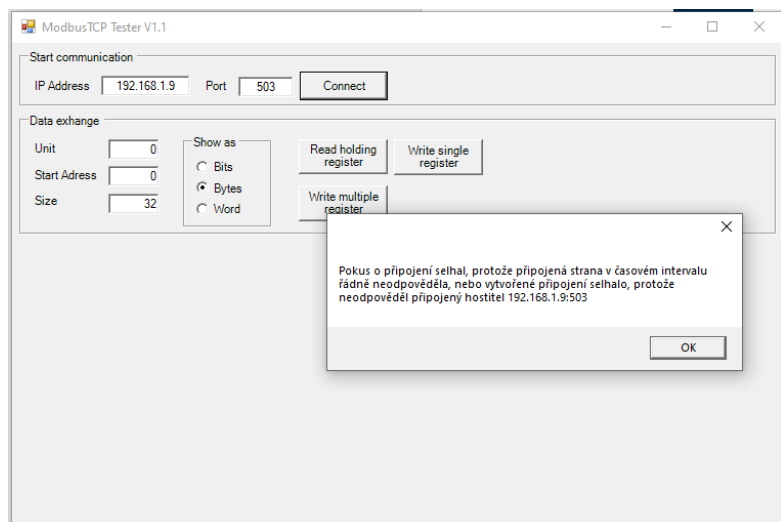 ModbusTCP Tester V1.1
Start communication
IP Address 192.168.1.9 Port 503 Connect
Data exhange
Unit 0
Start Adress 0
Size 32
Show as
Bits
Bytes
Word
Read holding
register
Write single
register
Write multiple
register
Pokus o připojení selhal, protože připojená strana v časovém intervalu
řádně neodpověděla, nebo vytvořené připojení selhalo, protože
neodpověděl připojený hostitel 192.168.1.9:503
OK